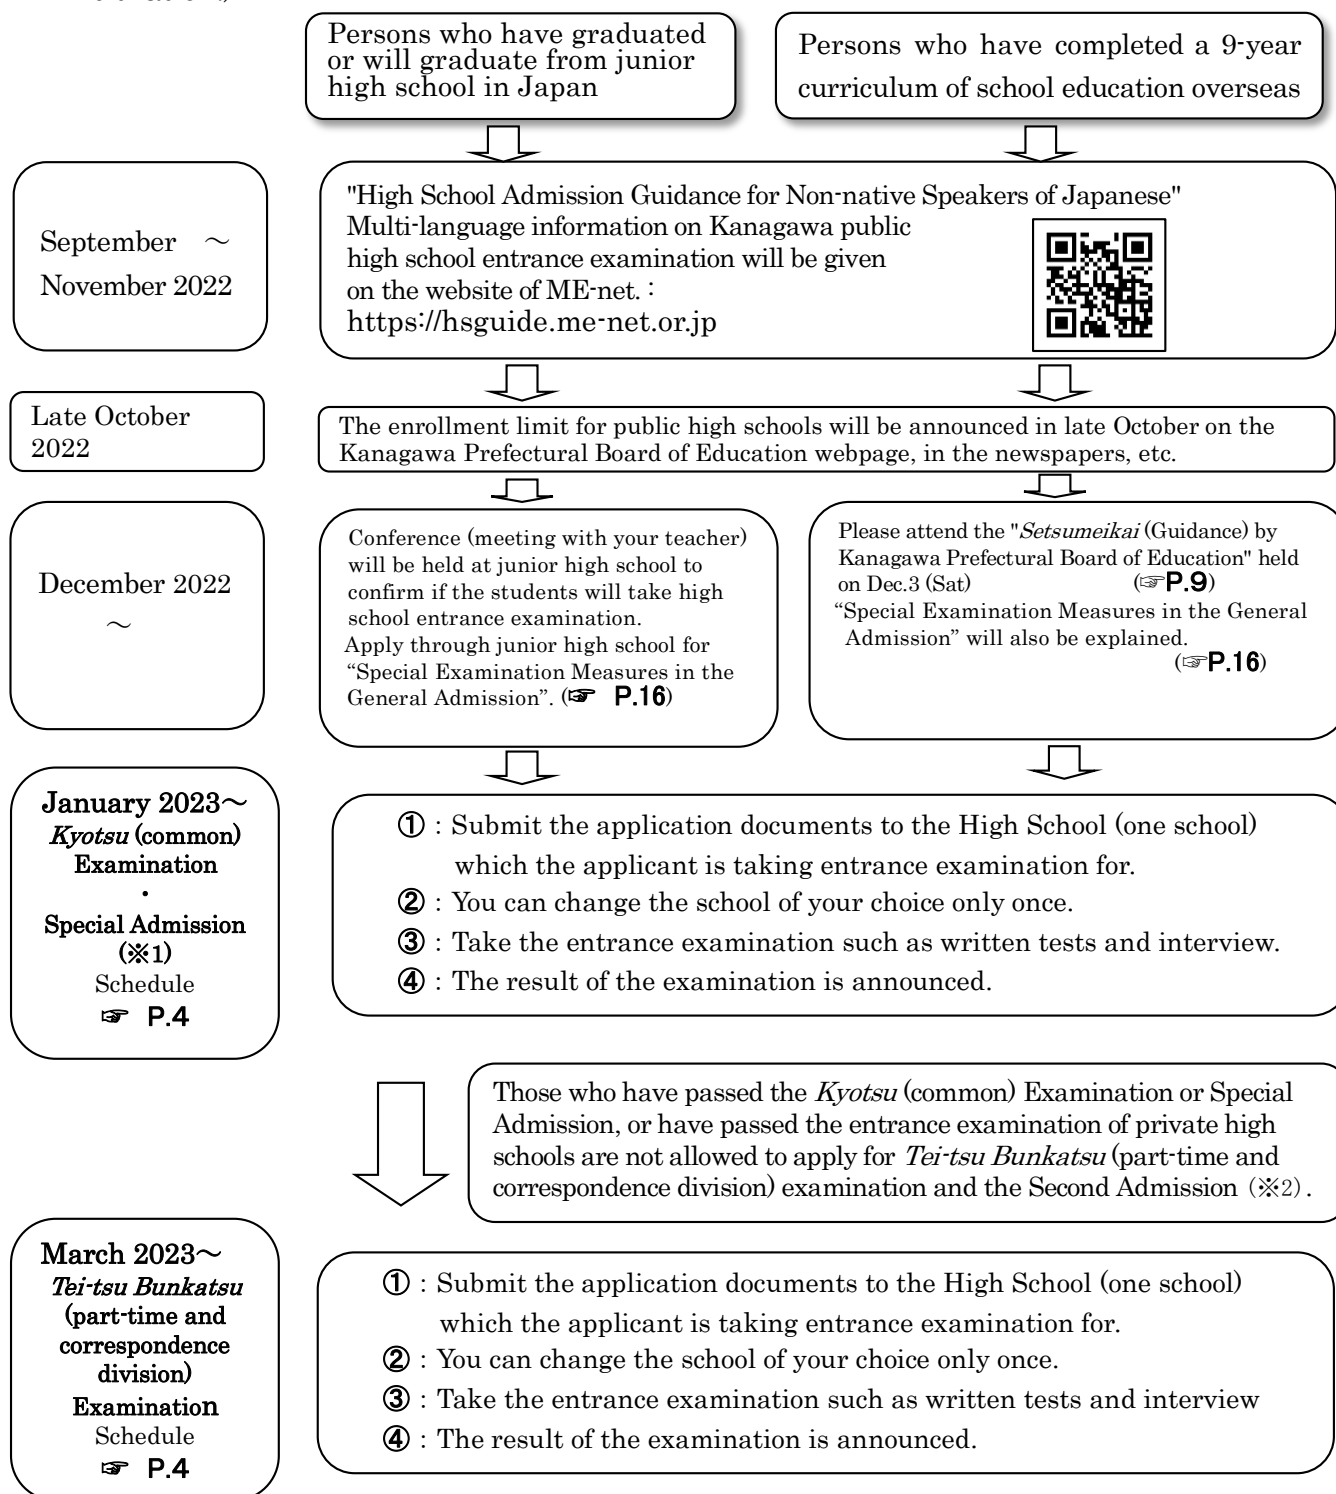 Persons who have graduated
or will graduate from junior
high school in Japan
Persons who have completed a 9-year
curriculum of school education overseas
September ～
November 2022
"High School Admission Guidance for Non-native Speakers of Japanese"
Multi-language information on Kanagawa public
high school entrance examination will be given
on the website of ME-net.：
https://hsguide.me-net.or.jp
Late October
2022
The enrollment limit for public high schools will be announced in late October on the
Kanagawa Prefectural Board of Education webpage, in the newspapers, etc.
December 2022
～
Conference (meeting with your teacher)
will be held at junior high school to
confirm if the students will take high
school entrance examination.
Apply through junior high school for
“Special Examination Measures in the
General Admission”. (☞ P.16)
Please attend the "Setsumeikai (Guidance) by
Kanagawa Prefectural Board of Education" held
on Dec.3 (Sat) (☞P.9)
“Special Examination Measures in the General
Admission” will also be explained.
(☞P.16)
January 2023～
Kyotsu (common)
Examination
・
Special Admission
(※1)
Schedule
☞ P.4
①：Submit the application documents to the High School (one school)
which the applicant is taking entrance examination for.
②：You can change the school of your choice only once.
③：Take the entrance examination such as written tests and interview.
④：The result of the examination is announced.
Those who have passed the Kyotsu (common) Examination or Special
Admission, or have passed the entrance examination of private high
schools are not allowed to apply for Tei-tsu Bunkatsu (part-time and
correspondence division) examination and the Second Admission (※2).
March 2023～
Tei-tsu Bunkatsu
(part-time and
correspondence
division)
Examination
Schedule
☞ P.4
①：Submit the application documents to the High School (one school)
which the applicant is taking entrance examination for.
②：You can change the school of your choice only once.
③：Take the entrance examination such as written tests and interview
④：The result of the examination is announced.